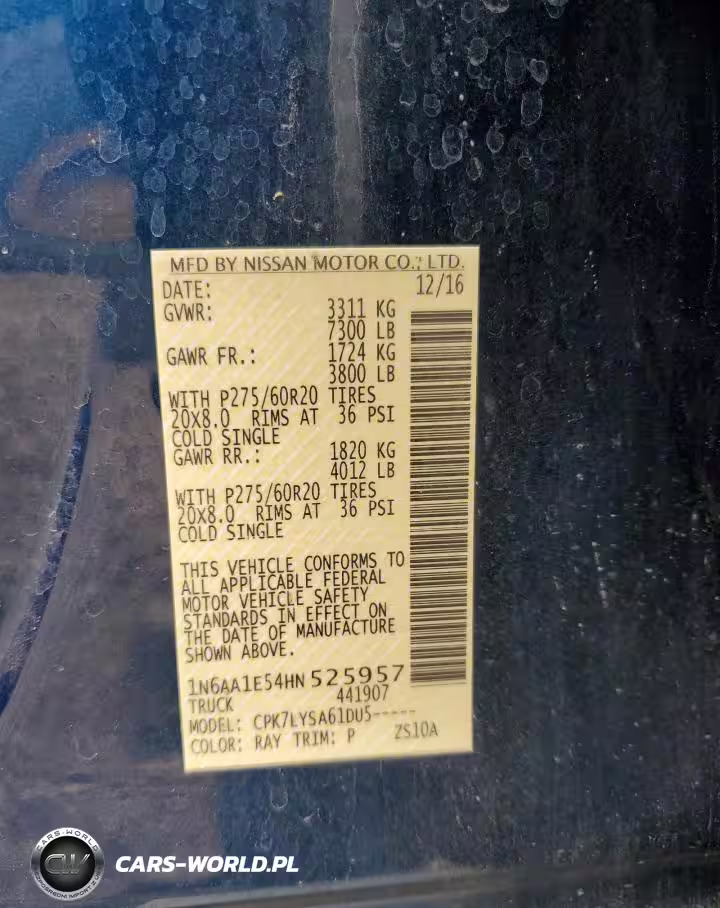 MFD BY NISSAN MOTOR CO., LTD.
DATE: 12/16
GVWR: 3311 KG
7300 LB
GAWR FR.: 1724 KG
3800 LB
WITH P275/60R20 TIRES
20X8.0 RIMS AT 36 PSI
COLD SINGLE
GAWR RR.: 1820 KG
4012 LB
WITH P275/60R20 TIRES
20X8.0 RIMS AT 36 PSI
COLD SINGLE
THIS VEHICLE CONFORMS TO
ALL APPLICABLE FEDERAL
MOTOR VEHICLE SAFETY
STANDARDS IN EFFECT ON
THE DATE OF MANUFACTURE
SHOWN ABOVE.
1N6AA1E54HN525957
TRUCK 441907
MODEL: CPK7LYSA61DU5-----
COLOR: RAY TRIM: P ZS10A
CARS-WORLD
CW
CARS-WORLD.PL